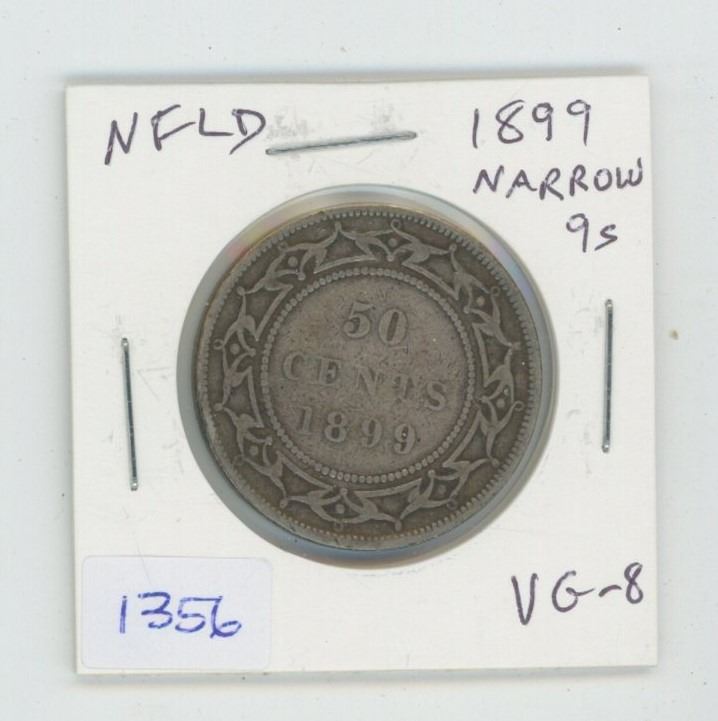 NFLD
1899
NARROW
9s
50
CENTS
1899
VG-8
1356